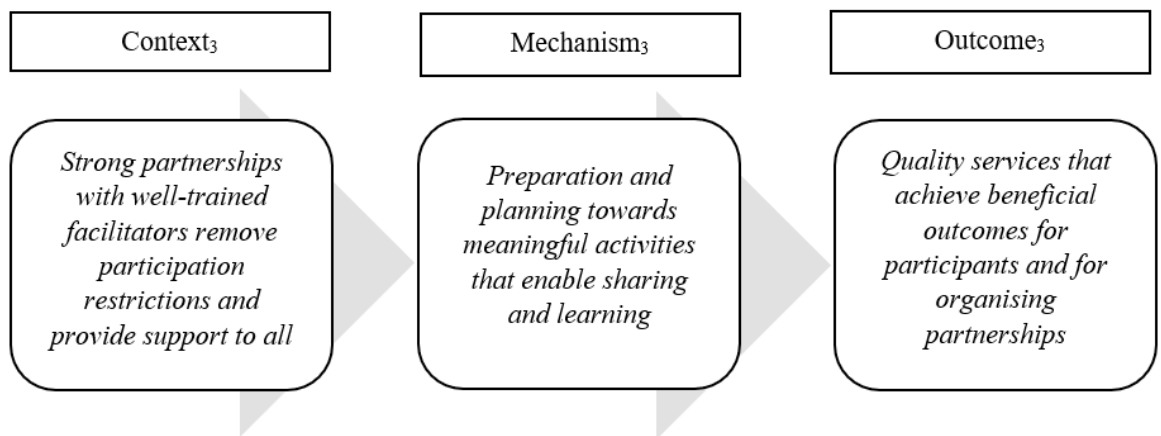 Context₃
Mechanism₃
Outcome₃
Strong partnerships
with well-trained
facilitators remove
participation
restrictions and
provide support to all
Preparation and
planning towards
meaningful activities
that enable sharing
and learning
Quality services that
achieve beneficial
outcomes for
participants and for
organising
partnerships